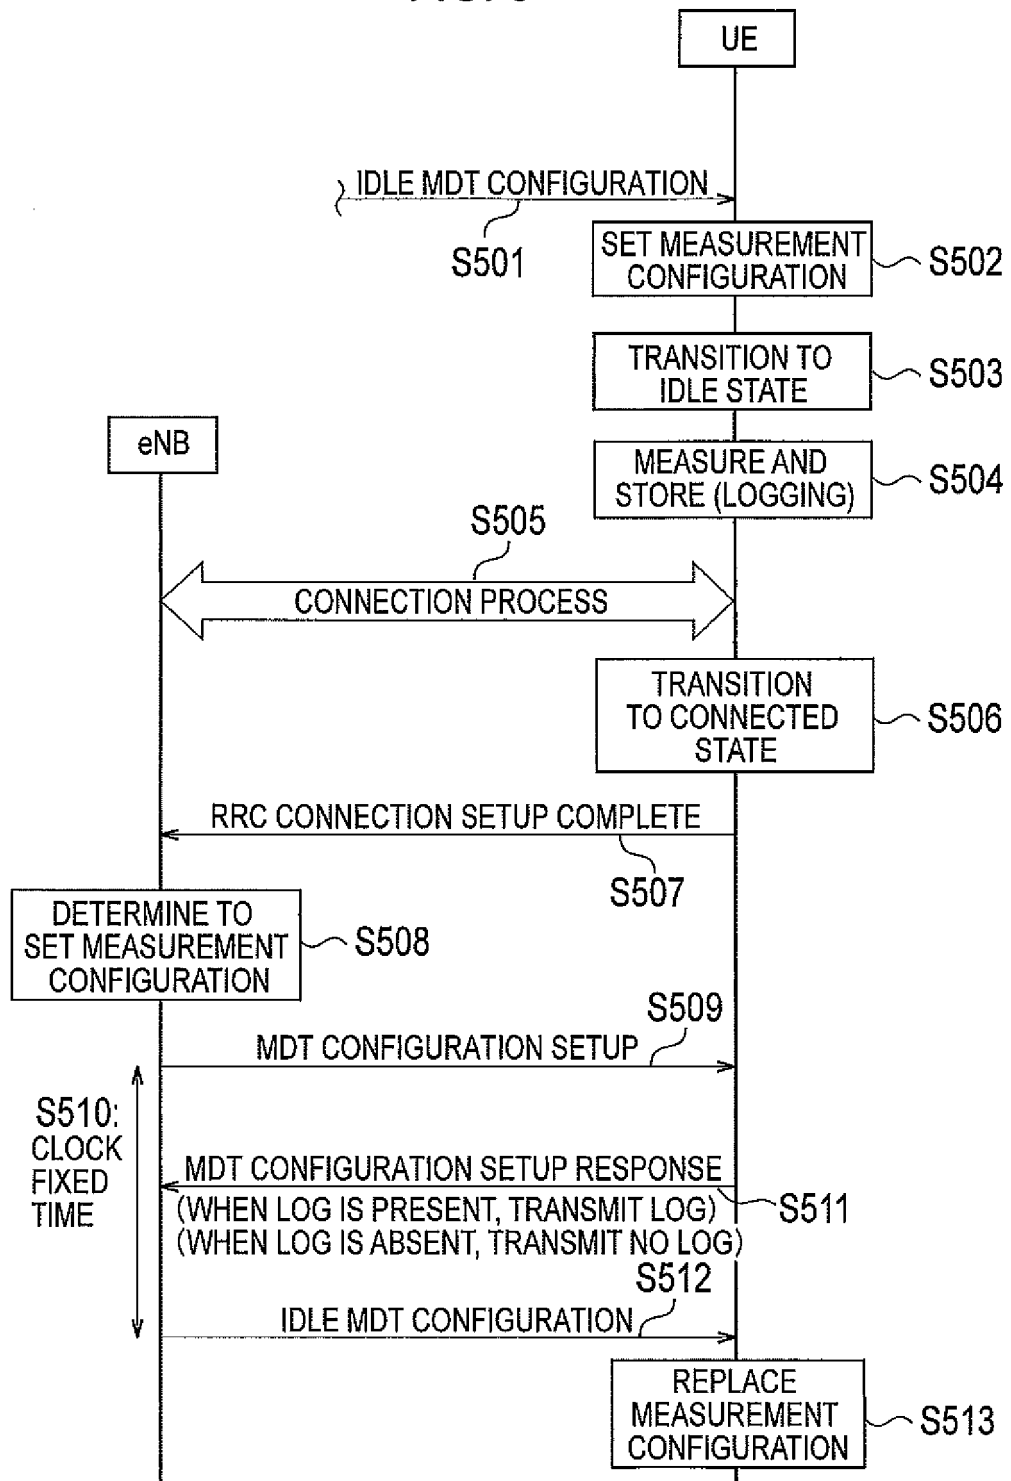 UE
IDLE MDT CONFIGURATION
S501
SET MEASUREMENT
CONFIGURATION
S502
TRANSITION TO
IDLE STATE
S503
eNB
MEASURE AND
STORE (LOGGING)
S504
S505
CONNECTION PROCESS
TRANSITION
TO CONNECTED
STATE
S506
RRC CONNECTION SETUP COMPLETE
S507
DETERMINE TO
SET MEASUREMENT
CONFIGURATION
S508
S509
MDT CONFIGURATION SETUP
S510:
CLOCK
FIXED
TIME
MDT CONFIGURATION SETUP RESPONSE
(WHEN LOG IS PRESENT, TRANSMIT LOG)
(WHEN LOG IS ABSENT, TRANSMIT NO LOG)
S511
S512
IDLE MDT CONFIGURATION
REPLACE
MEASUREMENT
CONFIGURATION
S513